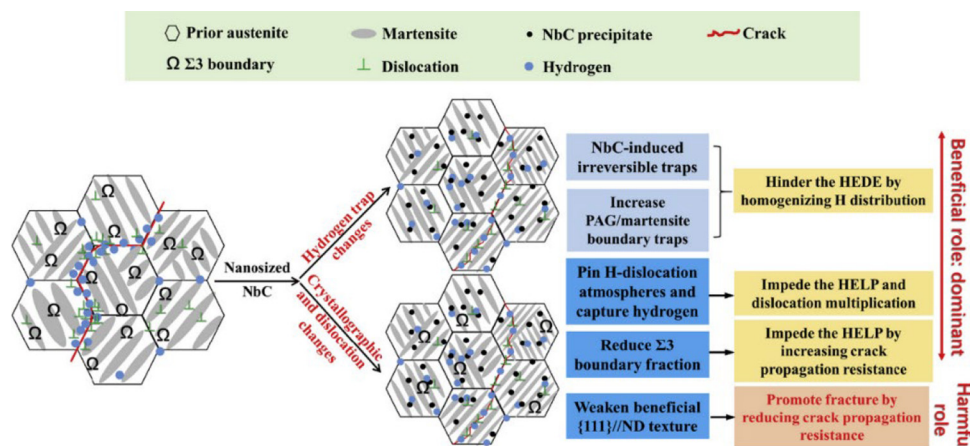 Prior austenite
Martensite
NbC precipitate
Crack
Ω Σ3 boundary
Dislocation
Hydrogen
Ω
Ω
Ω
Ω
Ω
Ω
Ω
Ω
Ω
Nanosized
NbC
Hydrogen trap
changes
Crystallographic
and dislocation
changes
Ω
Ω
Ω
Ω
NbC-induced
irreversible traps
Increase
PAG/martensite
boundary traps
Hinder the HEDE by
homogenizing H distribution
Pin H-dislocation
atmospheres and
capture hydrogen
Impede the HELP and
dislocation multiplication
Reduce Σ3
boundary fraction
Impede the HELP by
increasing crack
propagation resistance
Weaken beneficial
{111}//ND texture
Promote fracture by
reducing crack propagation
resistance
Beneficial role: dominant
Harmfu
role